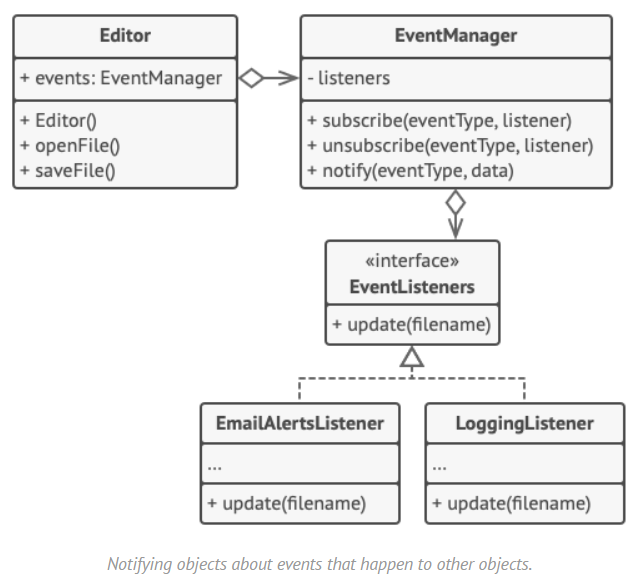 Editor
+ events: EventManager
+ Editor()
+ openFile()
+ saveFile()
EventManager
- listeners
+ subscribe(eventType, listener)
+ unsubscribe(eventType, listener)
+ notify(eventType, data)
«interface»
EventListeners
+ update(filename)
EmailAlertsListener
...
+ update(filename)
LoggingListener
...
+ update(filename)
Notifying objects about events that happen to other objects.